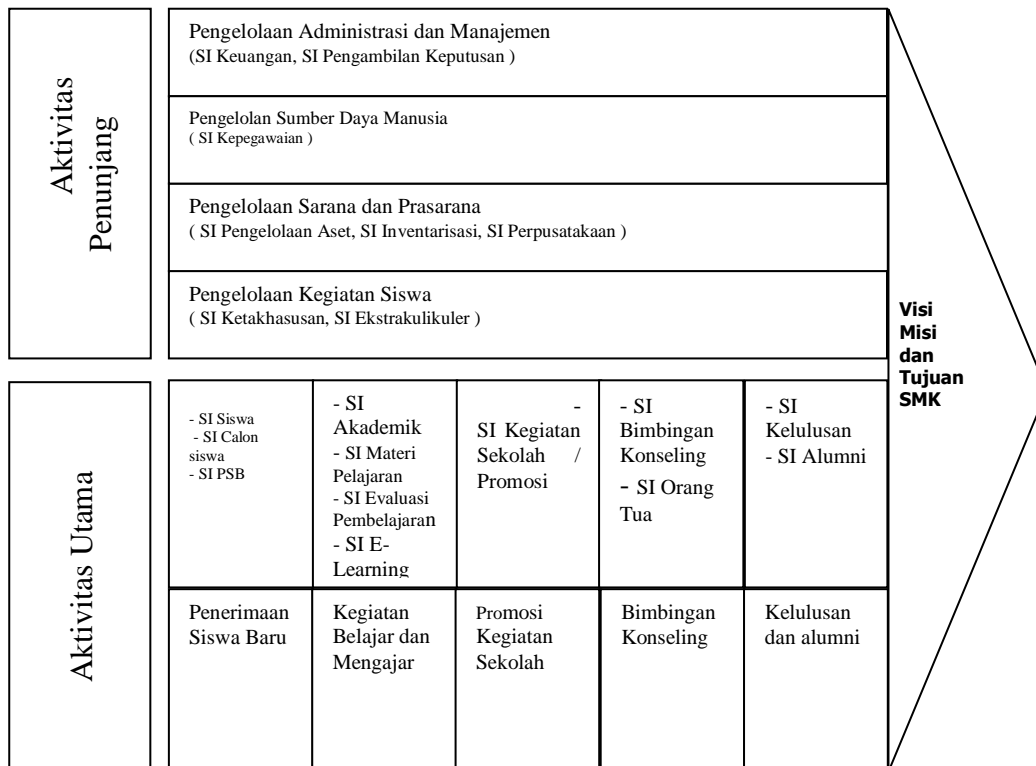 Aktivitas
Penunjang
Pengelolaan Administrasi dan Manajemen
(SI Keuangan, SI Pengambilan Keputusan )
Pengelolan Sumber Daya Manusia
( SI Kepegawaian )
Pengelolaan Sarana dan Prasarana
( SI Pengelolaan Aset, SI Inventarisasi, SI Perpusatakaan )
Pengelolaan Kegiatan Siswa
( SI Ketakhasusan, SI Ekstrakulikuler )
Visi
Misi
dan
Tujuan
SMK
Aktivitas Utama
- SI Siswa
- SI Calon
siswa
- SI PSB
- SI
Akademik
- SI Materi
Pelajaran
- SI Evaluasi
Pembelajaran
- SI E-
Learning
-
SI Kegiatan
Sekolah /
Promosi
- SI
Bimbingan
Konseling
- SI Orang
Tua
- SI
Kelulusan
- SI Alumni
Penerimaan
Siswa Baru
Kegiatan
Belajar dan
Mengajar
Promosi
Kegiatan
Sekolah
Bimbingan
Konseling
Kelulusan
dan alumni